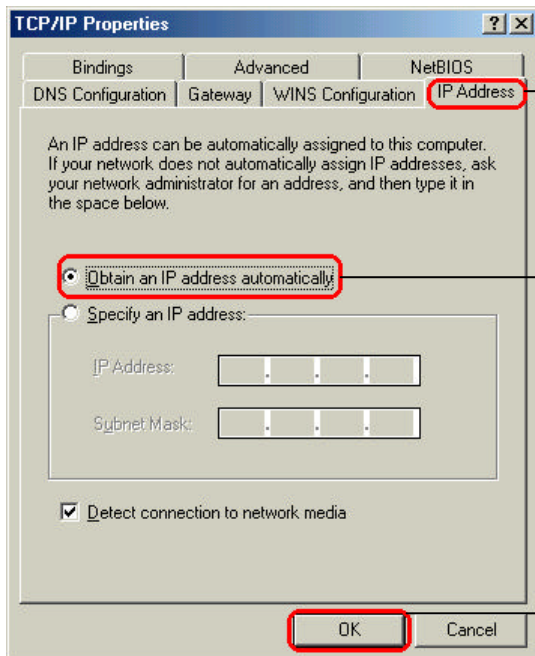 TCP/IP Properties
Bindings Advanced NetBIOS
DNS Configuration Gateway WINS Configuration IP Address
An IP address can be automatically assigned to this computer.
If your network does not automatically assign IP addresses, ask
your network administrator for an address, and then type it in
the space below.
Obtain an IP address automatically
Specify an IP address:
IP Address:
Subnet Mask:
Detect connection to network media
OK Cancel